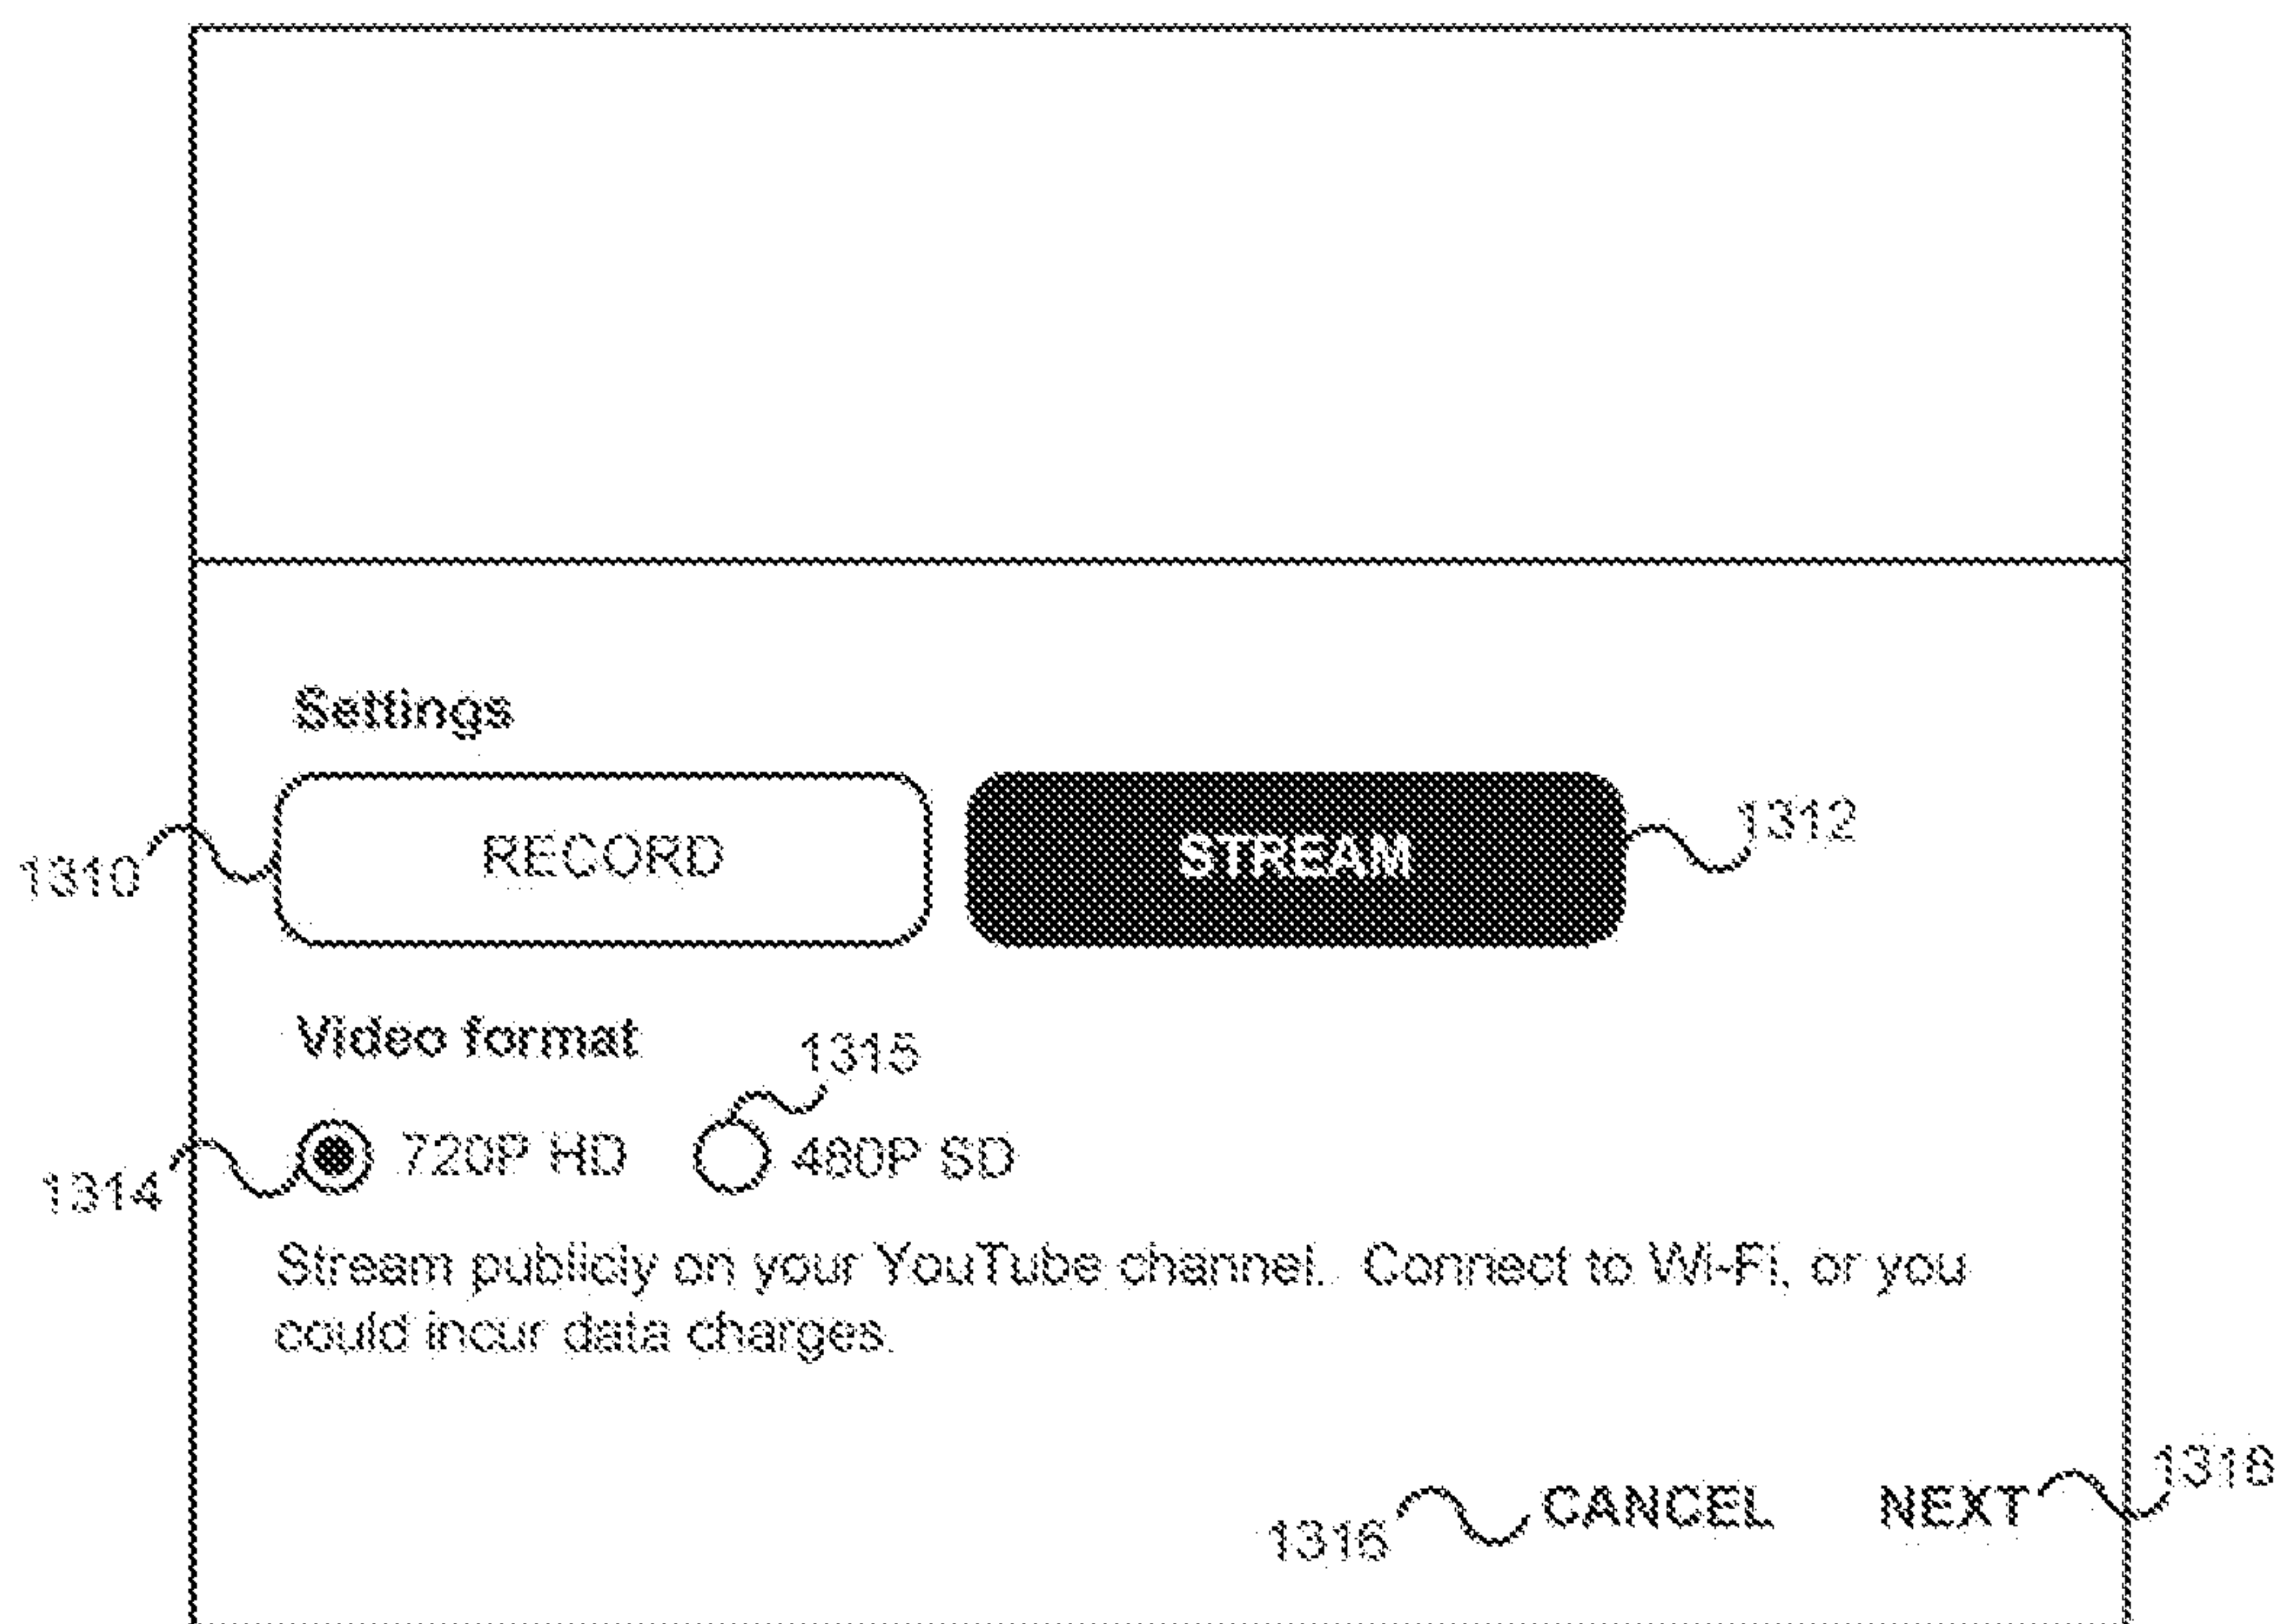 Settings
1310 RECORD STREAM 1312
Video format
1315
1314 720P HD 480P SD
Stream publicly on your YouTube channel. Connect to Wi-Fi, or you
could incur data charges.
1316 CANCEL NEXT 1318